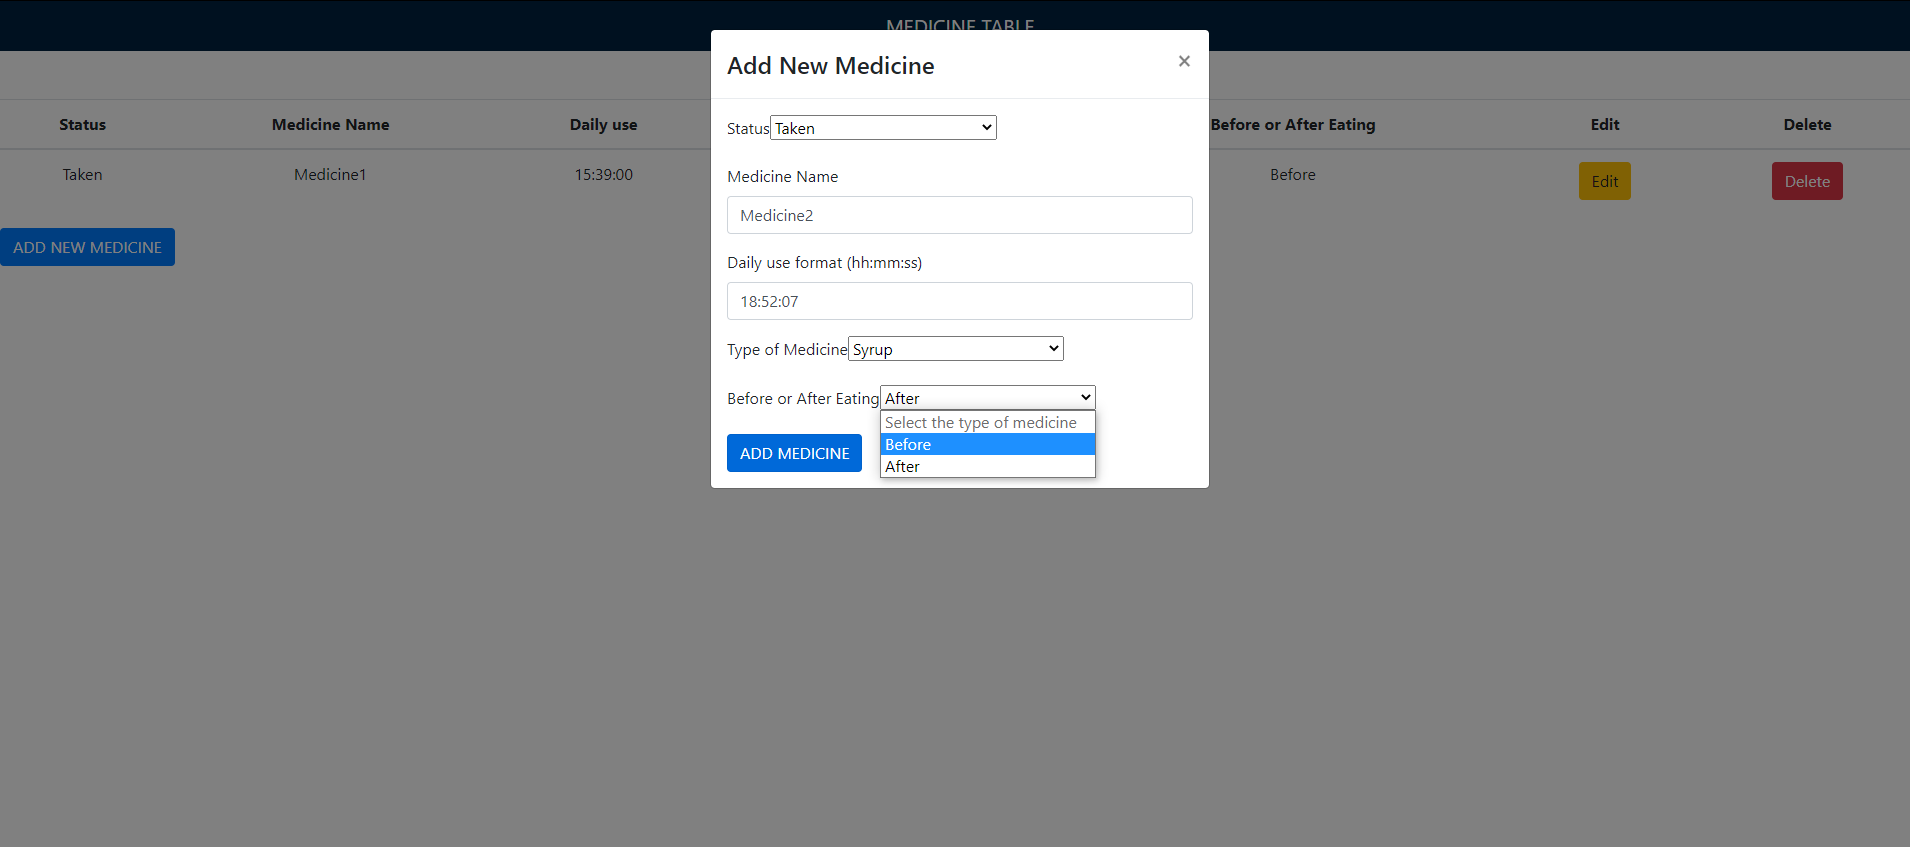 MEDICINE TABLE
Add New Medicine ×
Status Medicine Name Daily use Before or After Eating Edit Delete
Taken Medicine1 15:39:00 Before Edit Delete
ADD NEW MEDICINE
Status Taken
Medicine Name
Medicine2
Daily use format (hh:mm:ss)
18:52:07
Type of Medicine Syrup
Before or After Eating After
Select the type of medicine
Before
After
ADD MEDICINE